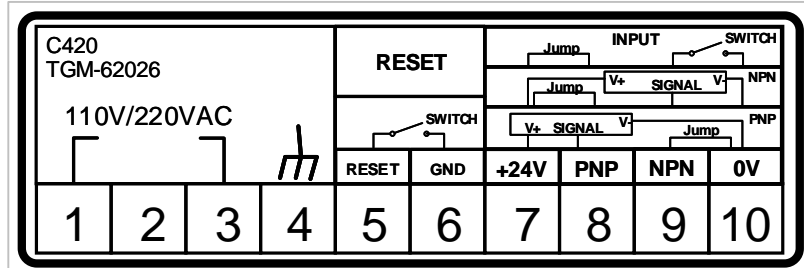 C420
TGM-62026
110V/220VAC
RESET
SWITCH
RESET GND
INPUT
Jump SWITCH
V+ V- NPN
Jump SIGNAL
V+ SIGNAL V- PNP
Jump
+24V PNP NPN 0V
1 2 3 4 5 6 7 8 9 10